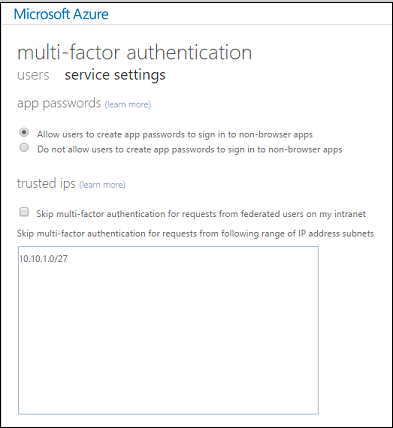 Microsoft Azure
multi-factor authentication
users service settings
app passwords (learn more)
Allow users to create app passwords to sign in to non-browser apps
Do not allow users to create app passwords to sign in to non-browser apps
trusted ips (learn more)
Skip multi-factor authentication for requests from federated users on my intranet
Skip multi-factor authentication for requests from following range of IP address subnets
10.10.1.0/27